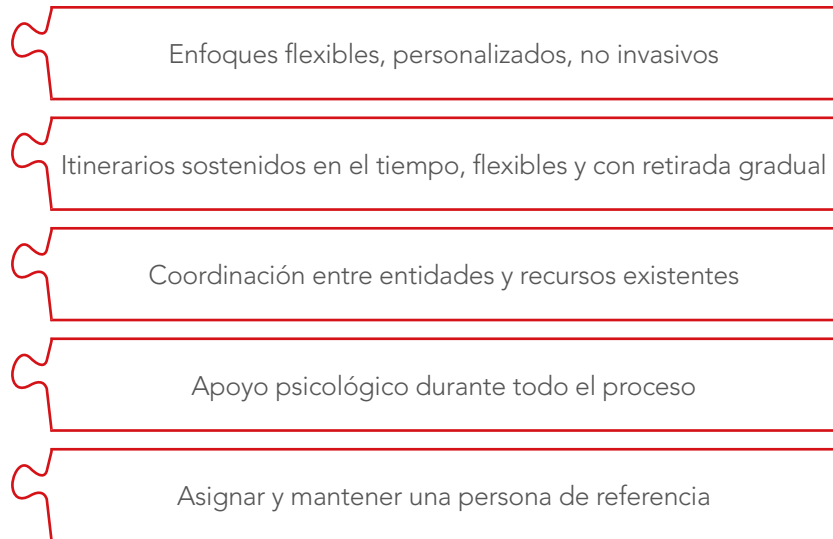 Enfoques flexibles, personalizados, no invasivos
Itinerarios sostenidos en el tiempo, flexibles y con retirada gradual
Coordinación entre entidades y recursos existentes
Apoyo psicológico durante todo el proceso
Asignar y mantener una persona de referencia